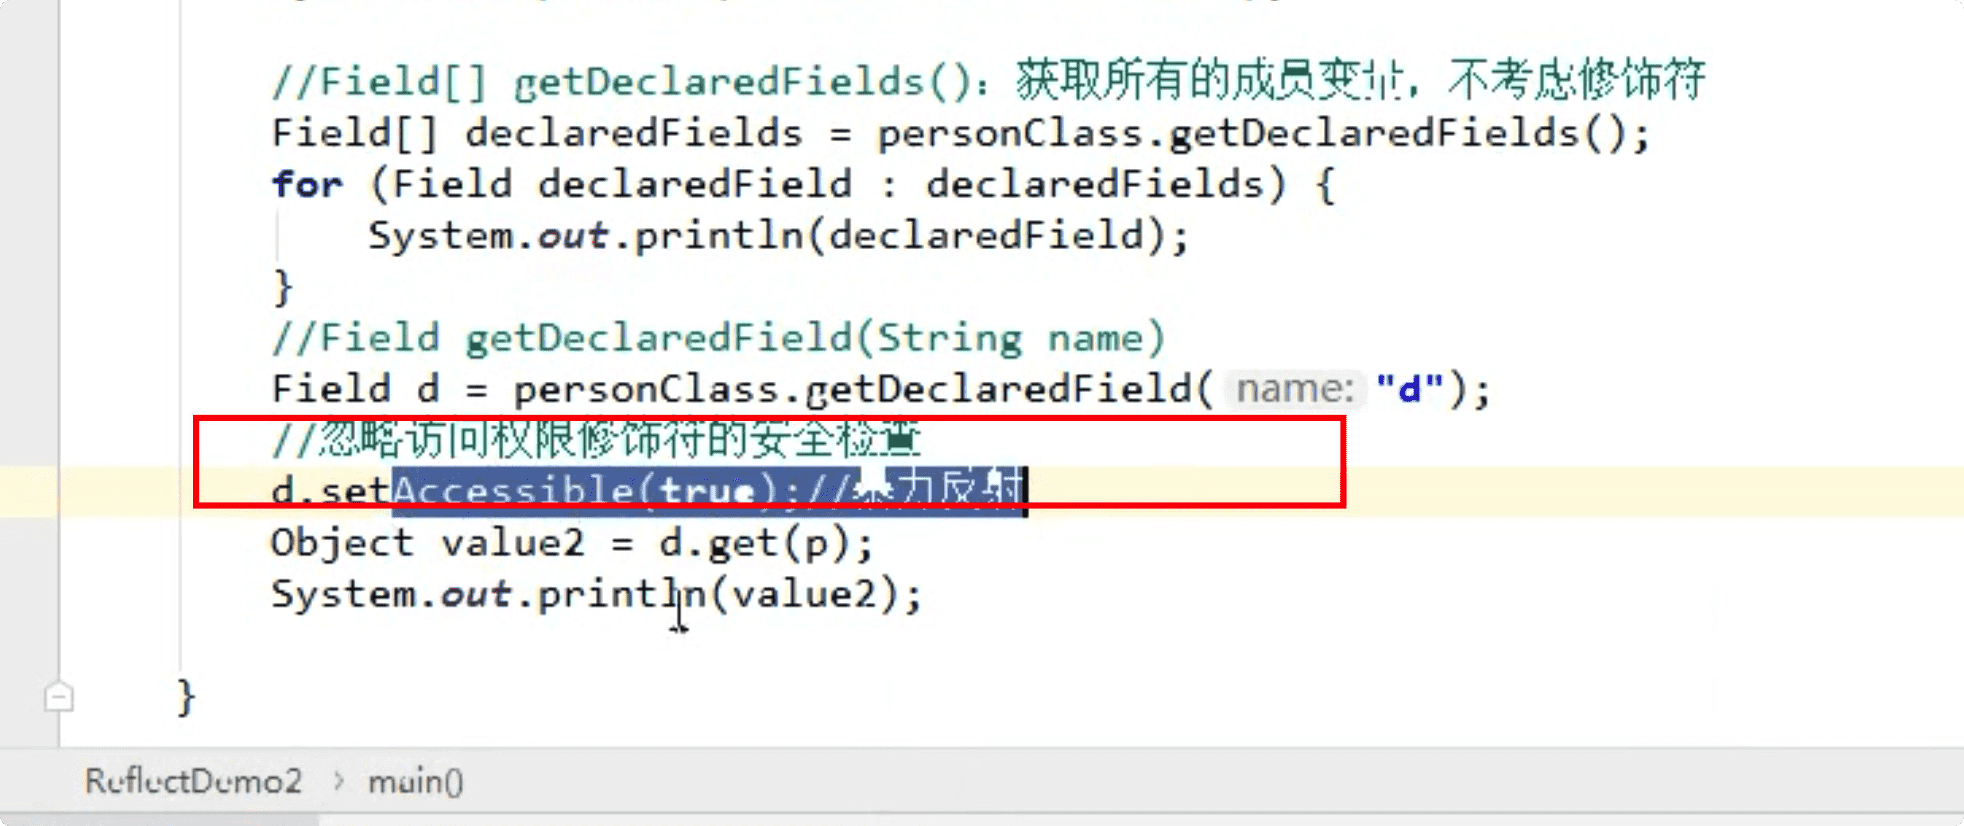 //Field[] getDeclaredFields()：获取所有的成员变量，不考虑修饰符
Field[] declaredFields = personClass.getDeclaredFields();
for (Field declaredField : declaredFields) {
System.out.println(declaredField);
}
//Field getDeclaredField(String name)
Field d = personClass.getDeclaredField( name: "d");
//忽略访问权限修饰符的安全检查
d.setAccessible(true);//暴力反射
Object value2 = d.get(p);
System.out.println(value2);
}
ReflectDemo2 › main()